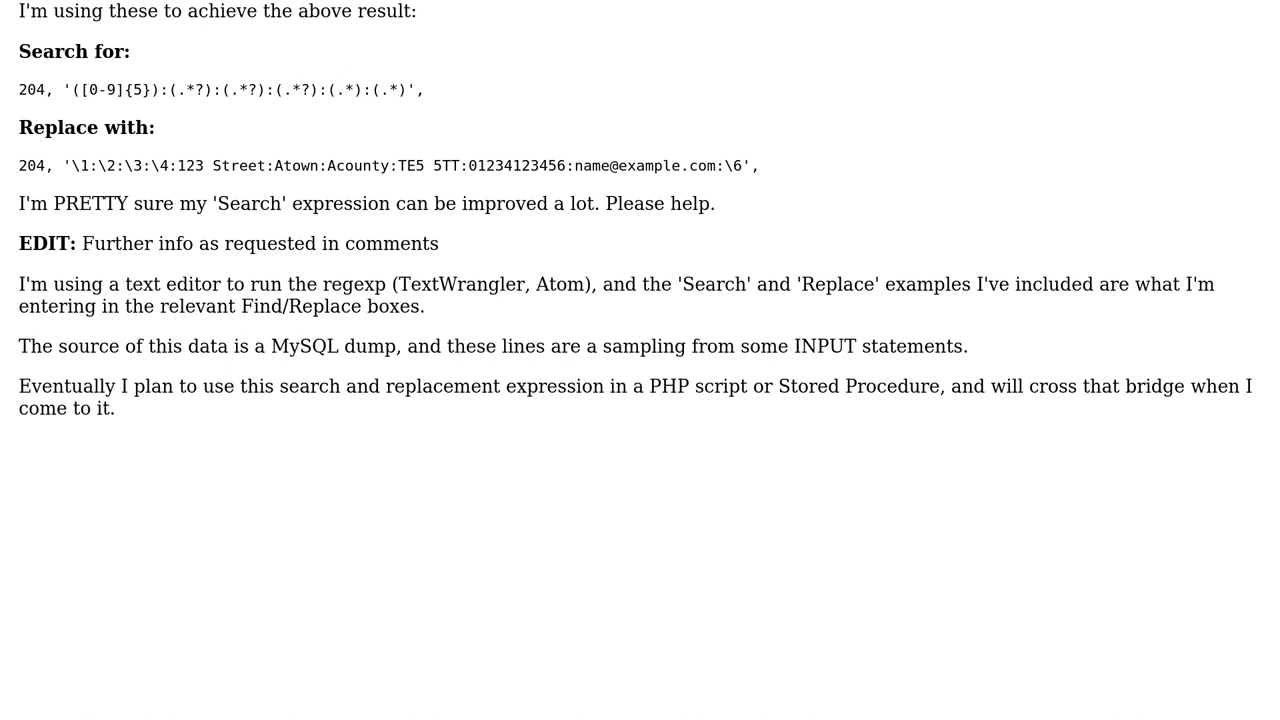 I'm using these to achieve the above result:
Search for:
204, '([0-9]{5}):(.*?):(.*?):(.*?):(.*):(.*)',
Replace with:
204, '\1:\2:\3:\4:123 Street:Atown:Acounty:TE5 5TT:01234123456:name@example.com:\6',
I'm PRETTY sure my 'Search' expression can be improved a lot. Please help.
EDIT: Further info as requested in comments
I'm using a text editor to run the regexp (TextWrangler, Atom), and the 'Search' and 'Replace' examples I've included are what I'm
entering in the relevant Find/Replace boxes.
The source of this data is a MySQL dump, and these lines are a sampling from some INPUT statements.
Eventually I plan to use this search and replacement expression in a PHP script or Stored Procedure, and will cross that bridge when I
come to it.